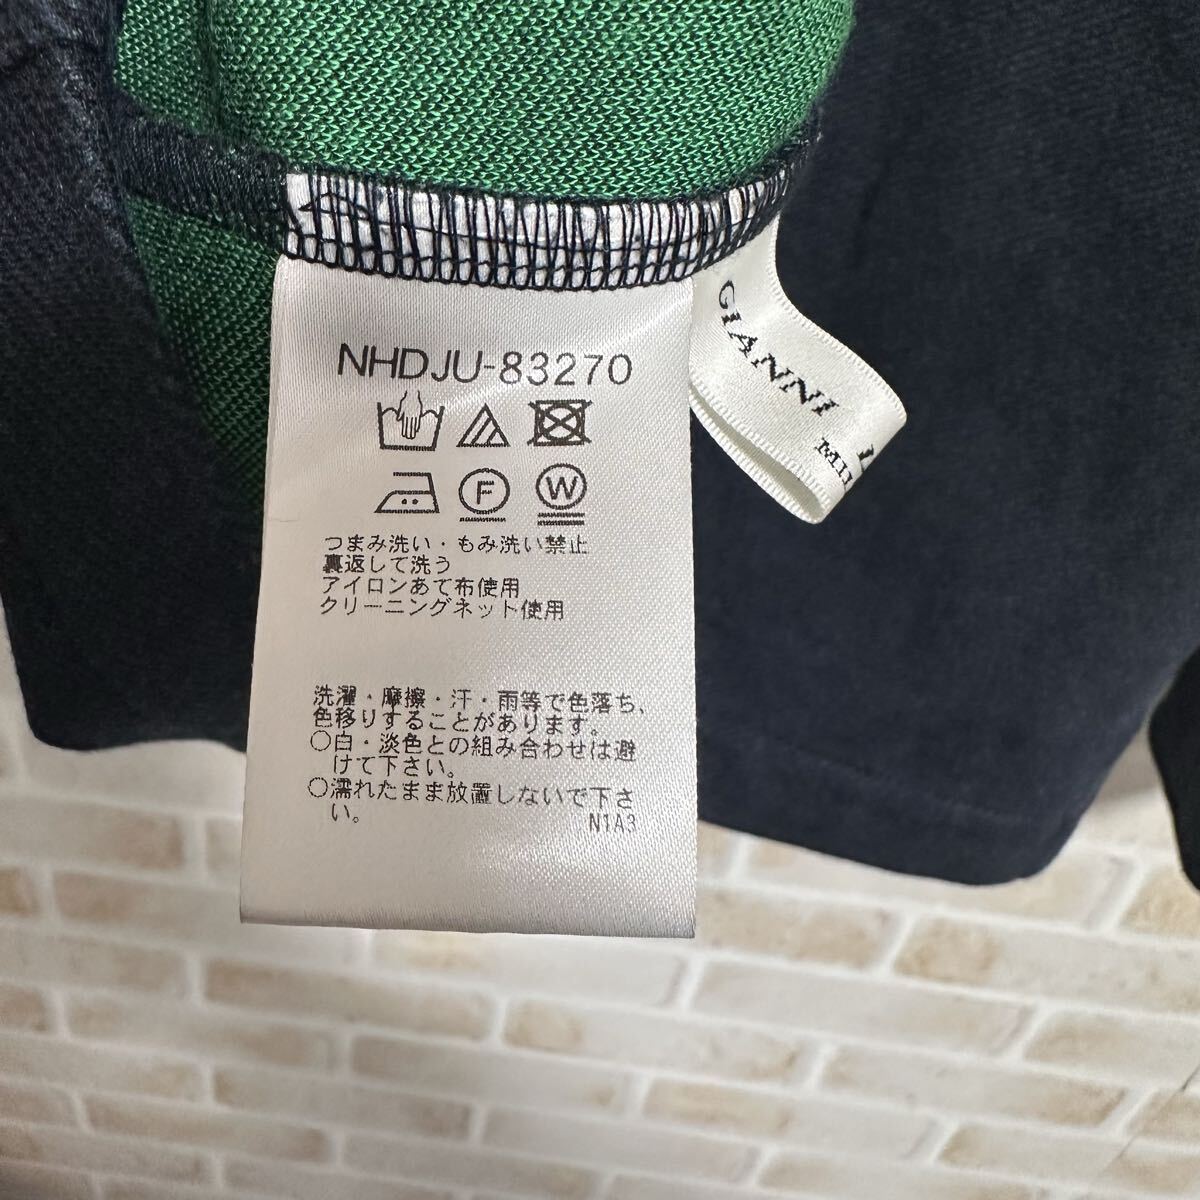 NHDJU-83270
F
W
つまみ洗い・もみ洗い禁止
裏返して洗う
アイロンあて布使用
クリーニングネット使用
洗濯・摩擦・汗・雨等で色落ち、
色移りすることがあります。
○白・淡色との組み合わせは避
けて下さい。
○濡れたまま放置しないで下さ
い。
N1A3
GIANNI